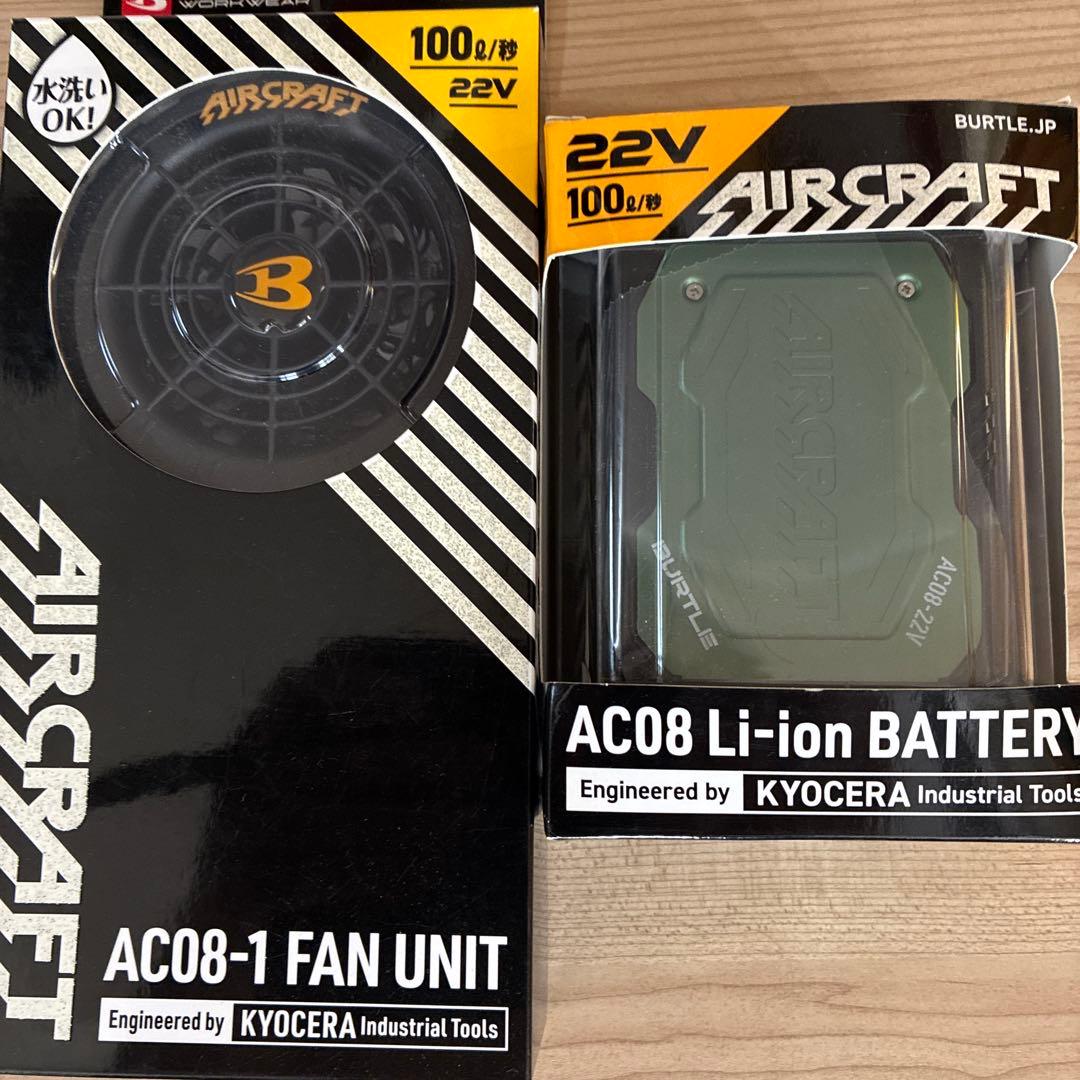 WORKWEAR
水洗い
OK!
100ℓ/秒
22V
AIRCRAFT
B
AIRCRAFT
AC08-1 FAN UNIT
Engineered by KYOCERA Industrial Tools
22V
100ℓ/秒
BURTLE.JP
AIRCRAFT
AIRCRAFT
BURTLE
AC08-22V
AC08 Li-ion BATTERY
Engineered by KYOCERA Industrial Tools